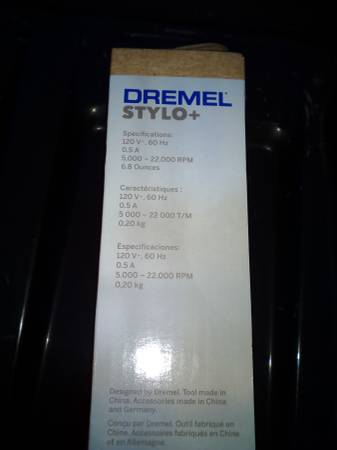 DREMEL
STYLO+
Specifications:
120 V~, 60 Hz
0.5 A
5,000 – 22,000 RPM
6.8 Ounces
Caractéristiques :
120 V~, 60 Hz
0.5 A
5 000 – 22 000 T/M
0,20 kg
Especificaciones:
120 V~, 60 Hz
0.5 A
5.000 – 22.000 RPM
0,20 kg
Designed by Dremel. Tool made in
China. Accessories made in China
and Germany.
Conçu par Dremel. Outil fabriqué en
Chine. Accessoires fabriqués en Chine
et en Allemagne.